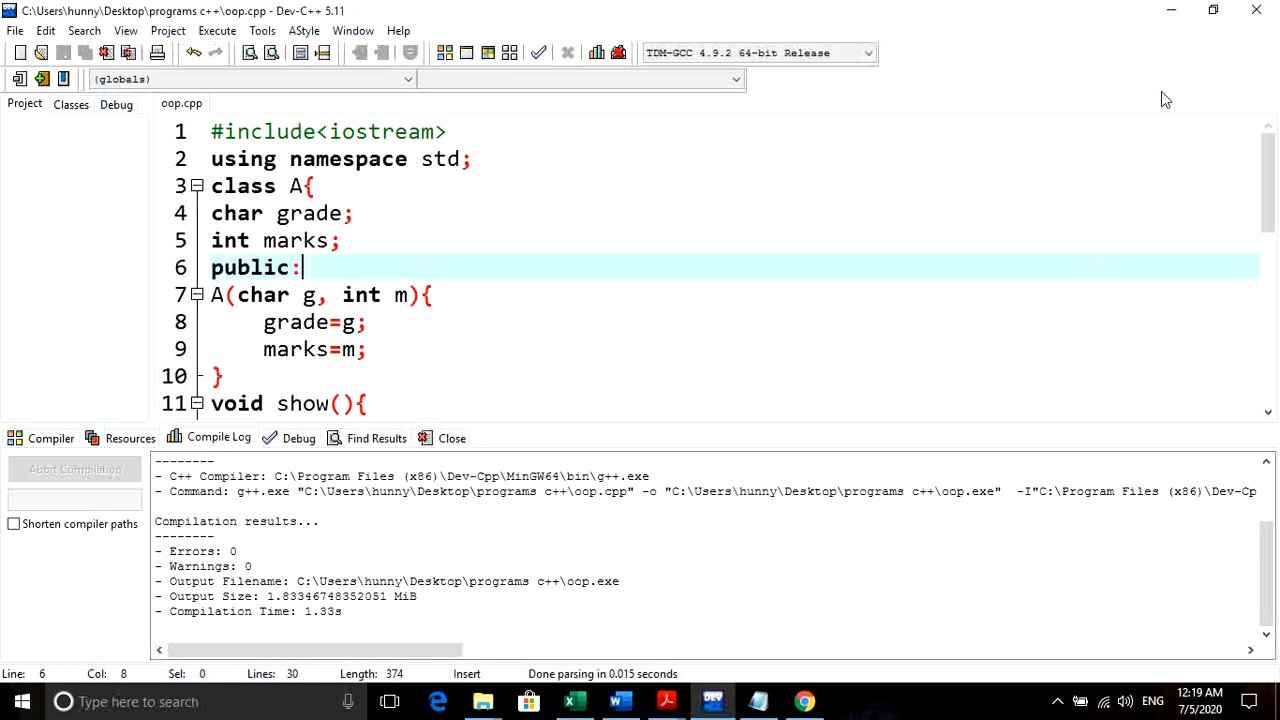 C:\Users\hunny\Desktop\programs c++\oop.cpp - Dev-C++ 5.11
File Edit Search View Project Execute Tools AStyle Window Help
TDM-GCC 4.9.2 64-bit Release
(globals)
Project Classes Debug oop.cpp
1 #include<iostream>
2 using namespace std;
3 class A{
4 char grade;
5 int marks;
6 public:
7 A(char g, int m){
8 grade=g;
9 marks=m;
10 }
11 void show(){
Compiler Resources Compile Log Debug Find Results Close
Abort Compilation
Shorten compiler paths
--------
- C++ Compiler: C:\Program Files (x86)\Dev-Cpp\MinGW64\bin\g++.exe
- Command: g++.exe "C:\Users\hunny\Desktop\programs c++\oop.cpp" -o "C:\Users\hunny\Desktop\programs c++\oop.exe" -I"C:\Program Files (x86)\Dev-Cp
Compilation results...
--------
- Errors: 0
- Warnings: 0
- Output Filename: C:\Users\hunny\Desktop\programs c++\oop.exe
- Output Size: 1.83346748352051 MiB
- Compilation Time: 1.33s
Line: 6 Col: 8 Sel: 0 Lines: 30 Length: 374 Insert Done parsing in 0.015 seconds
Type here to search
DEV
ENG
12:19 AM
7/5/2020